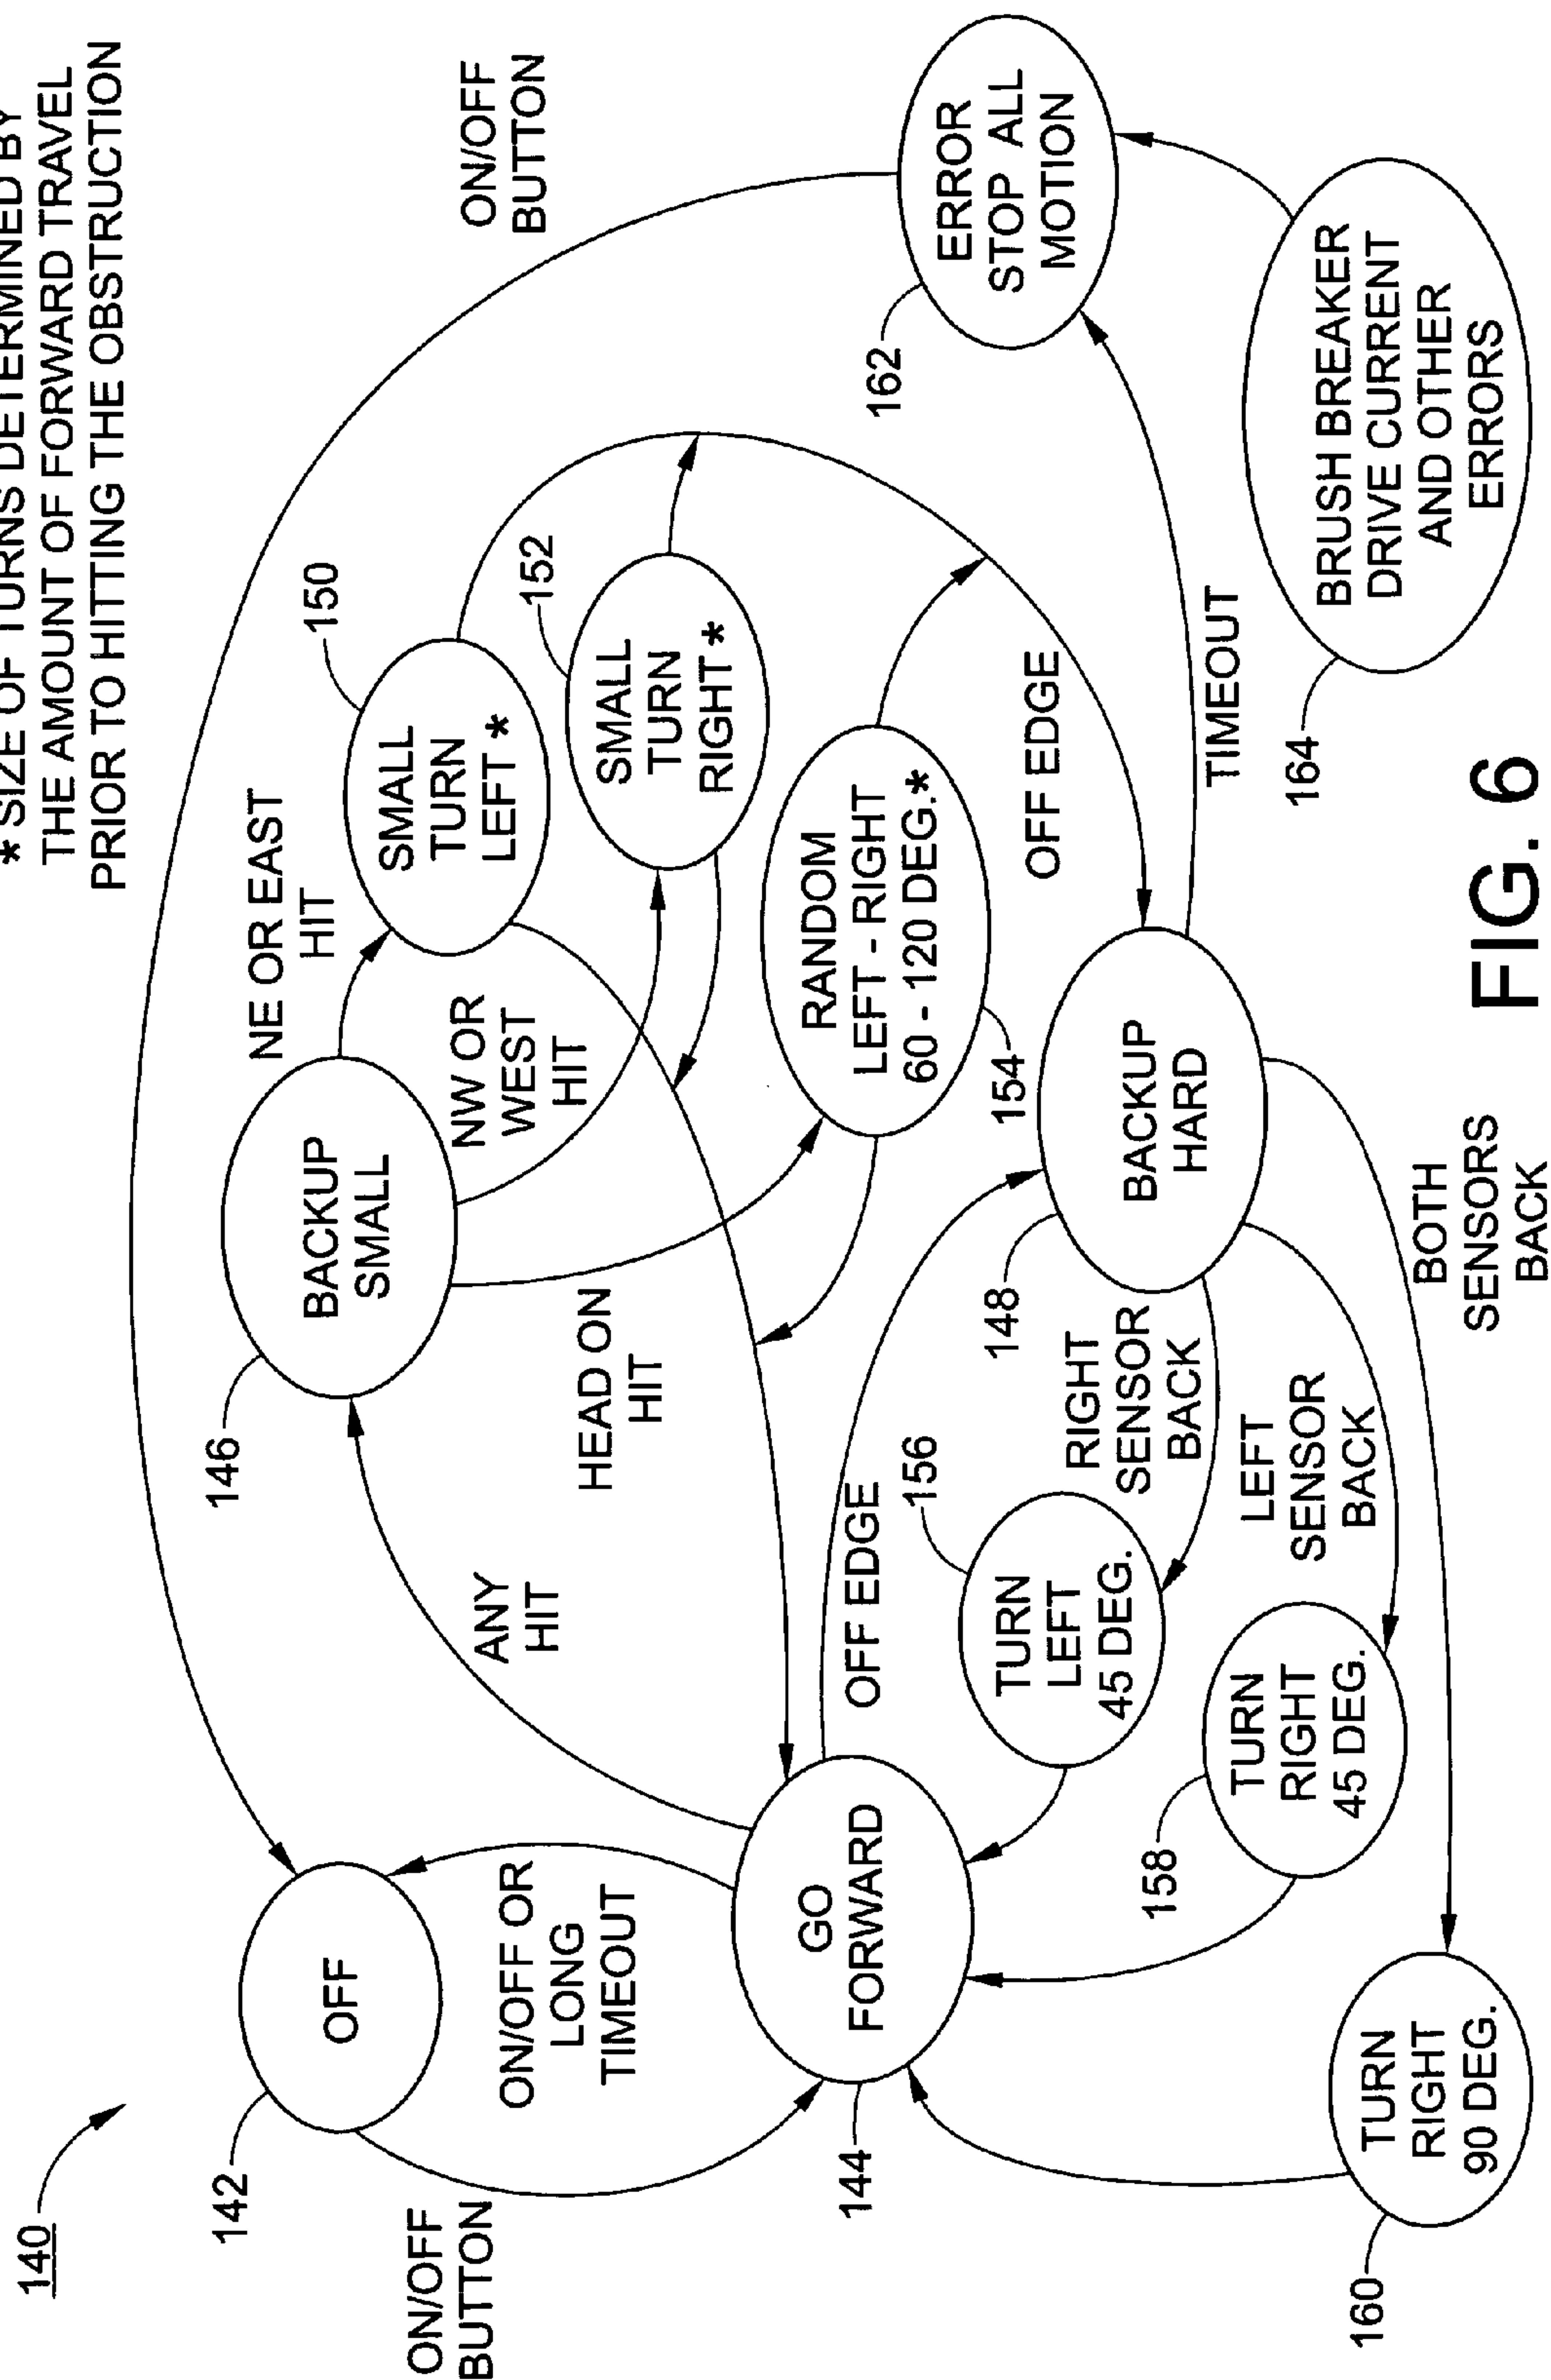 * SIZE OF TURNS DETERMINED BY
THE AMOUNT OF FORWARD TRAVEL
PRIOR TO HITTING THE OBSTRUCTION
140
142
OFF
ON/OFF
BUTTON
ON/OFF OR
LONG
TIMEOUT
144
GO
FORWARD
ANY
HIT
146
BACKUP
SMALL
NE OR EAST
HIT
NW OR
WEST
HIT
HEAD ON
HIT
150
SMALL
TURN
LEFT *
152
SMALL
TURN
RIGHT *
RANDOM
LEFT - RIGHT
60 - 120 DEG. *
154
ON/OFF
BUTTON
ERROR
STOP ALL
MOTION
162
OFF EDGE
OFF EDGE
148
BACKUP
HARD
TIMEOUT
156
TURN
LEFT
45 DEG.
RIGHT
SENSOR
BACK
158
TURN
RIGHT
45 DEG.
LEFT
SENSOR
BACK
160
TURN
RIGHT
90 DEG.
BOTH
SENSORS
BACK
164
BRUSH BREAKER
DRIVE CURRENT
AND OTHER
ERRORS
FIG. 6